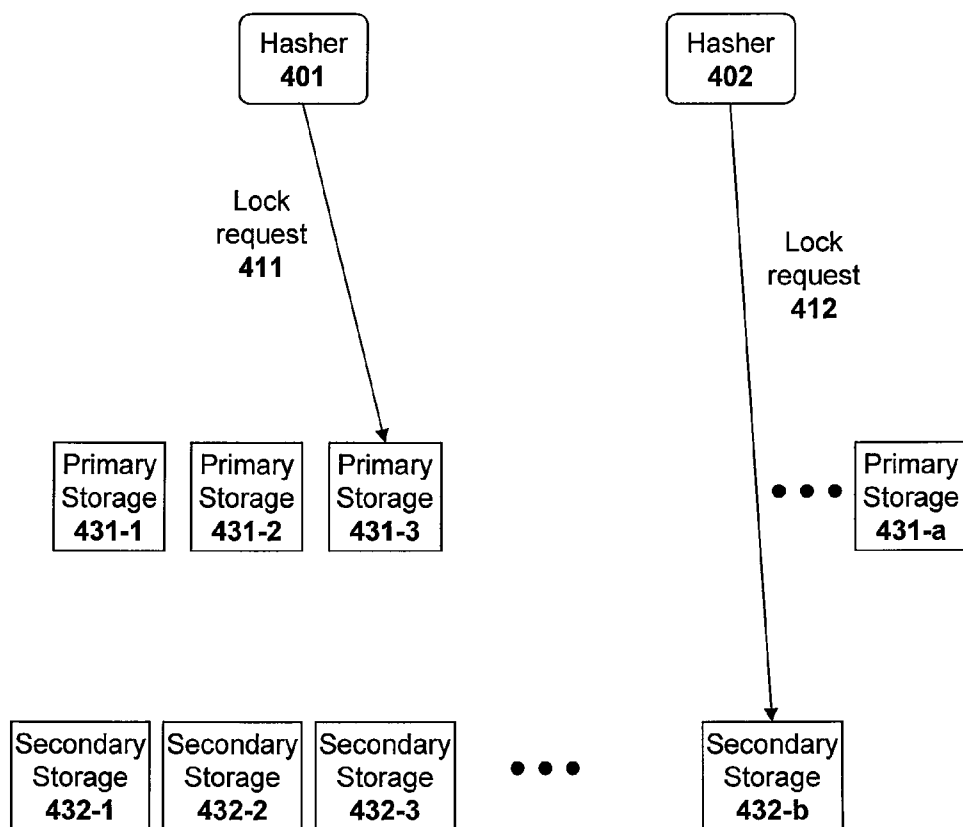 Hasher
401
Hasher
402
Lock
request
411
Lock
request
412
Primary
Storage
431-1
Primary
Storage
431-2
Primary
Storage
431-3
Primary
Storage
431-a
Secondary
Storage
432-1
Secondary
Storage
432-2
Secondary
Storage
432-3
Secondary
Storage
432-b